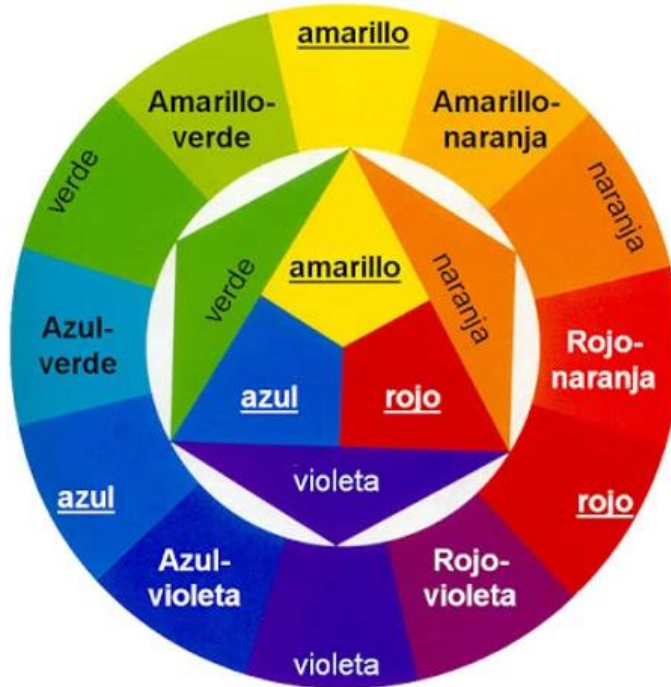 amarillo
Amarillo-
verde
Amarillo-
naranja
verde
naranja
verde
amarillo
naranja
Azul-
verde
Rojo-
naranja
azul
rojo
violeta
azul
rojo
Azul-
violeta
Rojo-
violeta
violeta